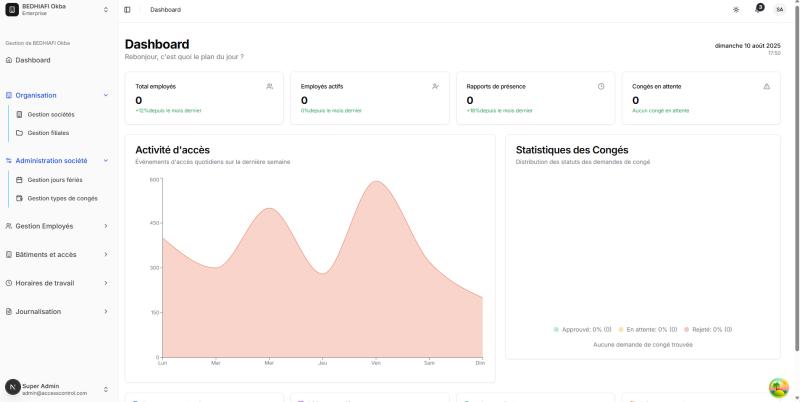 BEDHIAFI Okba
Enterprise
Dashboard
3
SA
Gestion de BEDHIAFI Okba
Dashboard
Organisation
Gestion sociétés
Gestion filiales
Administration société
Gestion jours fériés
Gestion types de congés
Gestion Employés
Bâtiments et accès
Horaires de travail
Journalisation
N
Super Admin
admin@accesscontrol.com
Dashboard
Rebonjour, c'est quoi le plan du jour ?
dimanche 10 août 2025
17:50
Total employés
0
+12%depuis le mois dernier
Employés actifs
0
0%depuis le mois dernier
Rapports de présence
0
+18%depuis le mois dernier
Congés en attente
0
Aucun congé en attente
Activité d'accès
Événements d'accès quotidiens sur la dernière semaine
600
450
300
150
0
Lun
Mar
Mer
Jeu
Ven
Sam
Dim
Statistiques des Congés
Distribution des statuts des demandes de congé
Approuvé: 0% (0)
En attente: 0% (0)
Rejeté: 0% (0)
Aucune demande de congé trouvée